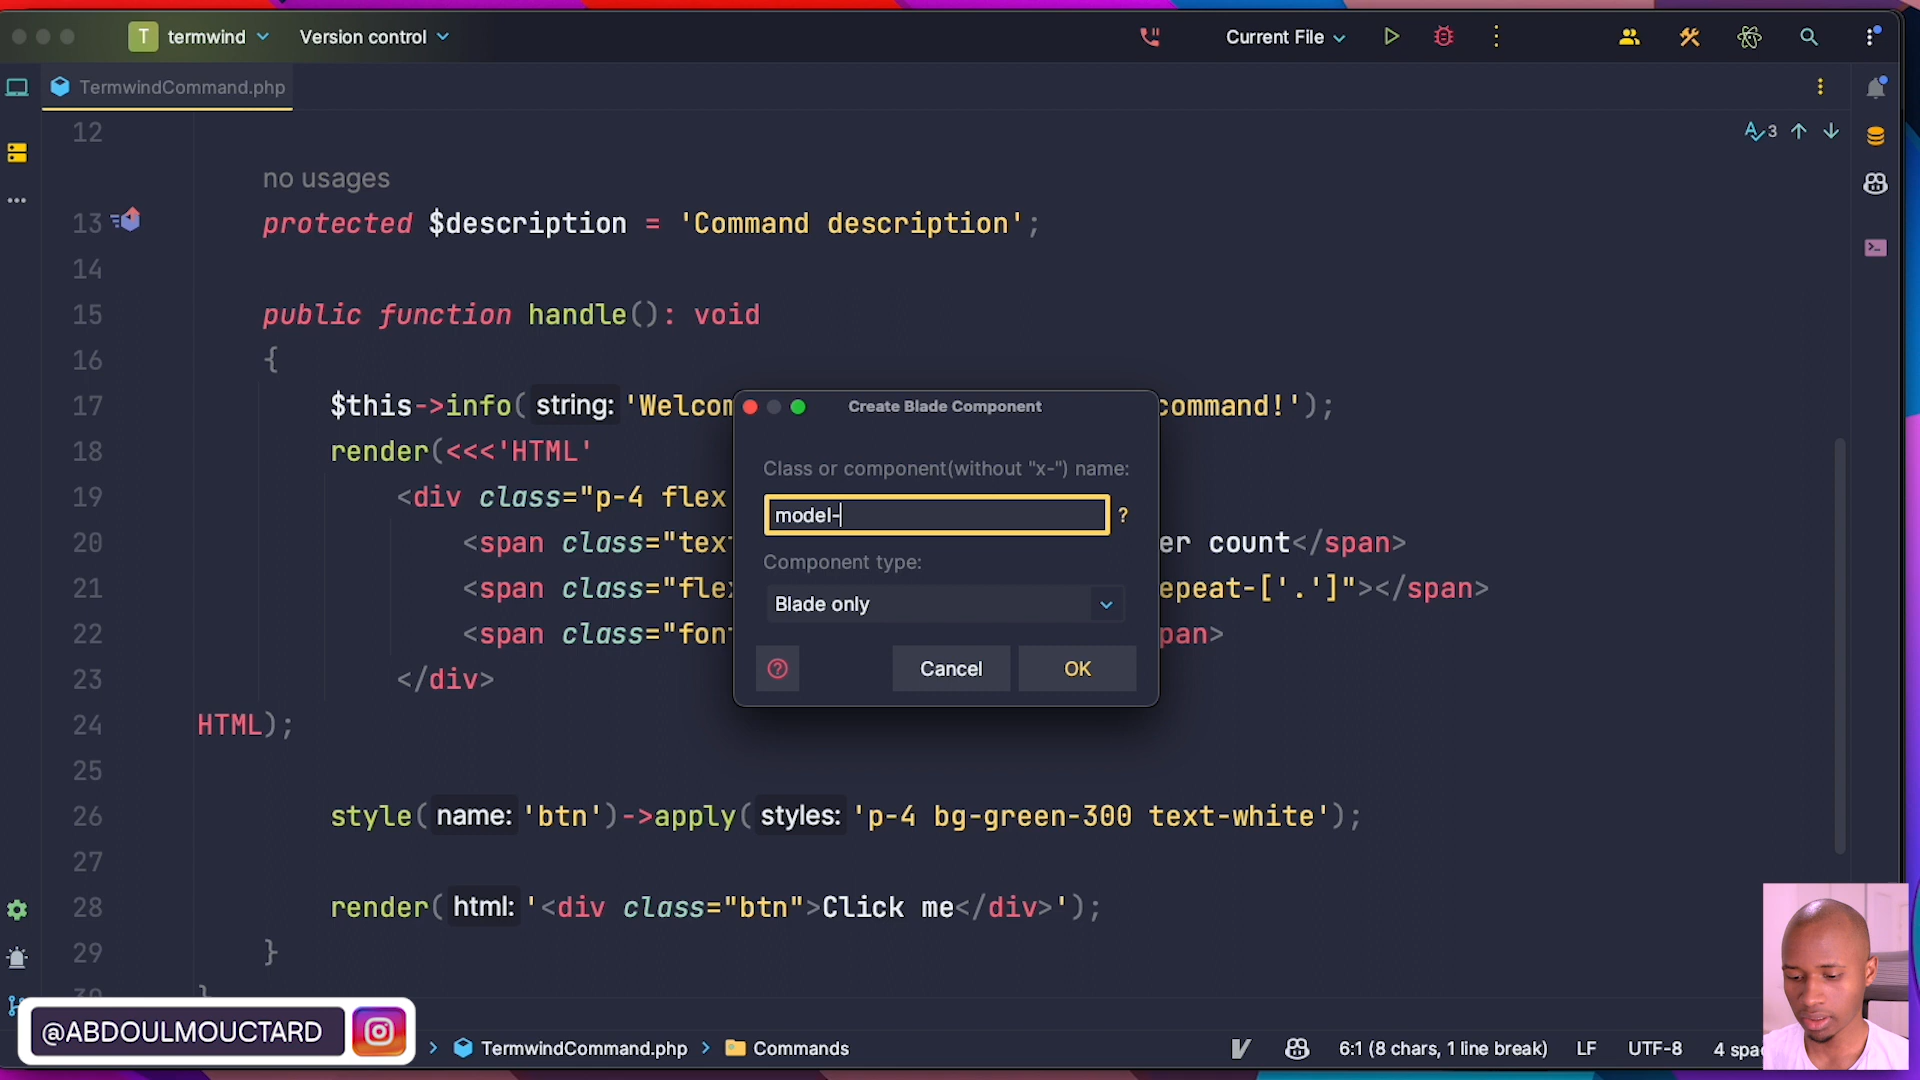 T termwind Version control Current File
TermwindCommand.php
12 3
no usages
13 protected $description = 'Command description';
14
15 public function handle(): void
16 {
17 $this->info( string: 'Welcom command!');
18 render(<<<'HTML'
19 <div class="p-4 flex
20 <span class="tex er count</span>
21 <span class="fle epeat-['.']"></span>
22 <span class="fon pan>
23 </div>
24 HTML);
25
26 style( name: 'btn')->apply( styles: 'p-4 bg-green-300 text-white');
27
28 render( html: '<div class="btn">Click me</div>');
29 }
}
Create Blade Component
Class or component(without "x-") name:
model- ?
Component type:
Blade only
? Cancel OK
@ABDOULMOUCTARD
> TermwindCommand.php > Commands 6:1 (8 chars, 1 line break) LF UTF-8 4 spa